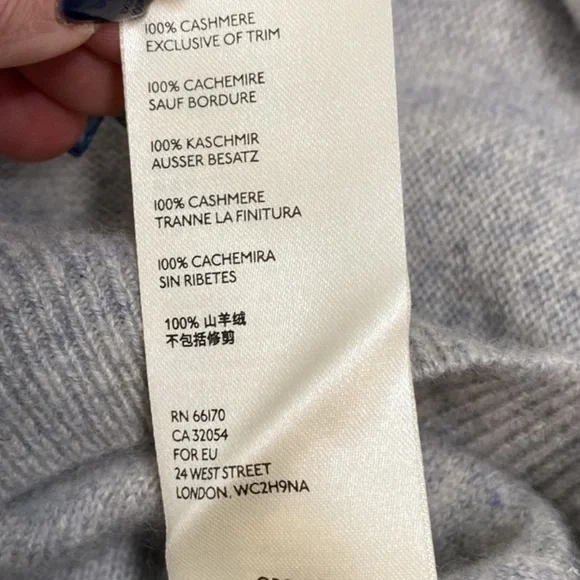 100% CASHMERE
EXCLUSIVE OF TRIM
100% CACHEMIRE
SAUF BORDURE
100% KASCHMIR
AUSSER BESATZ
100% CASHMERE
TRANNE LA FINITURA
100% CACHEMIRA
SIN RIBETES
100% 山羊绒
不包括修剪
RN 66170
CA 32054
FOR EU
24 WEST STREET
LONDON, WC2H9NA